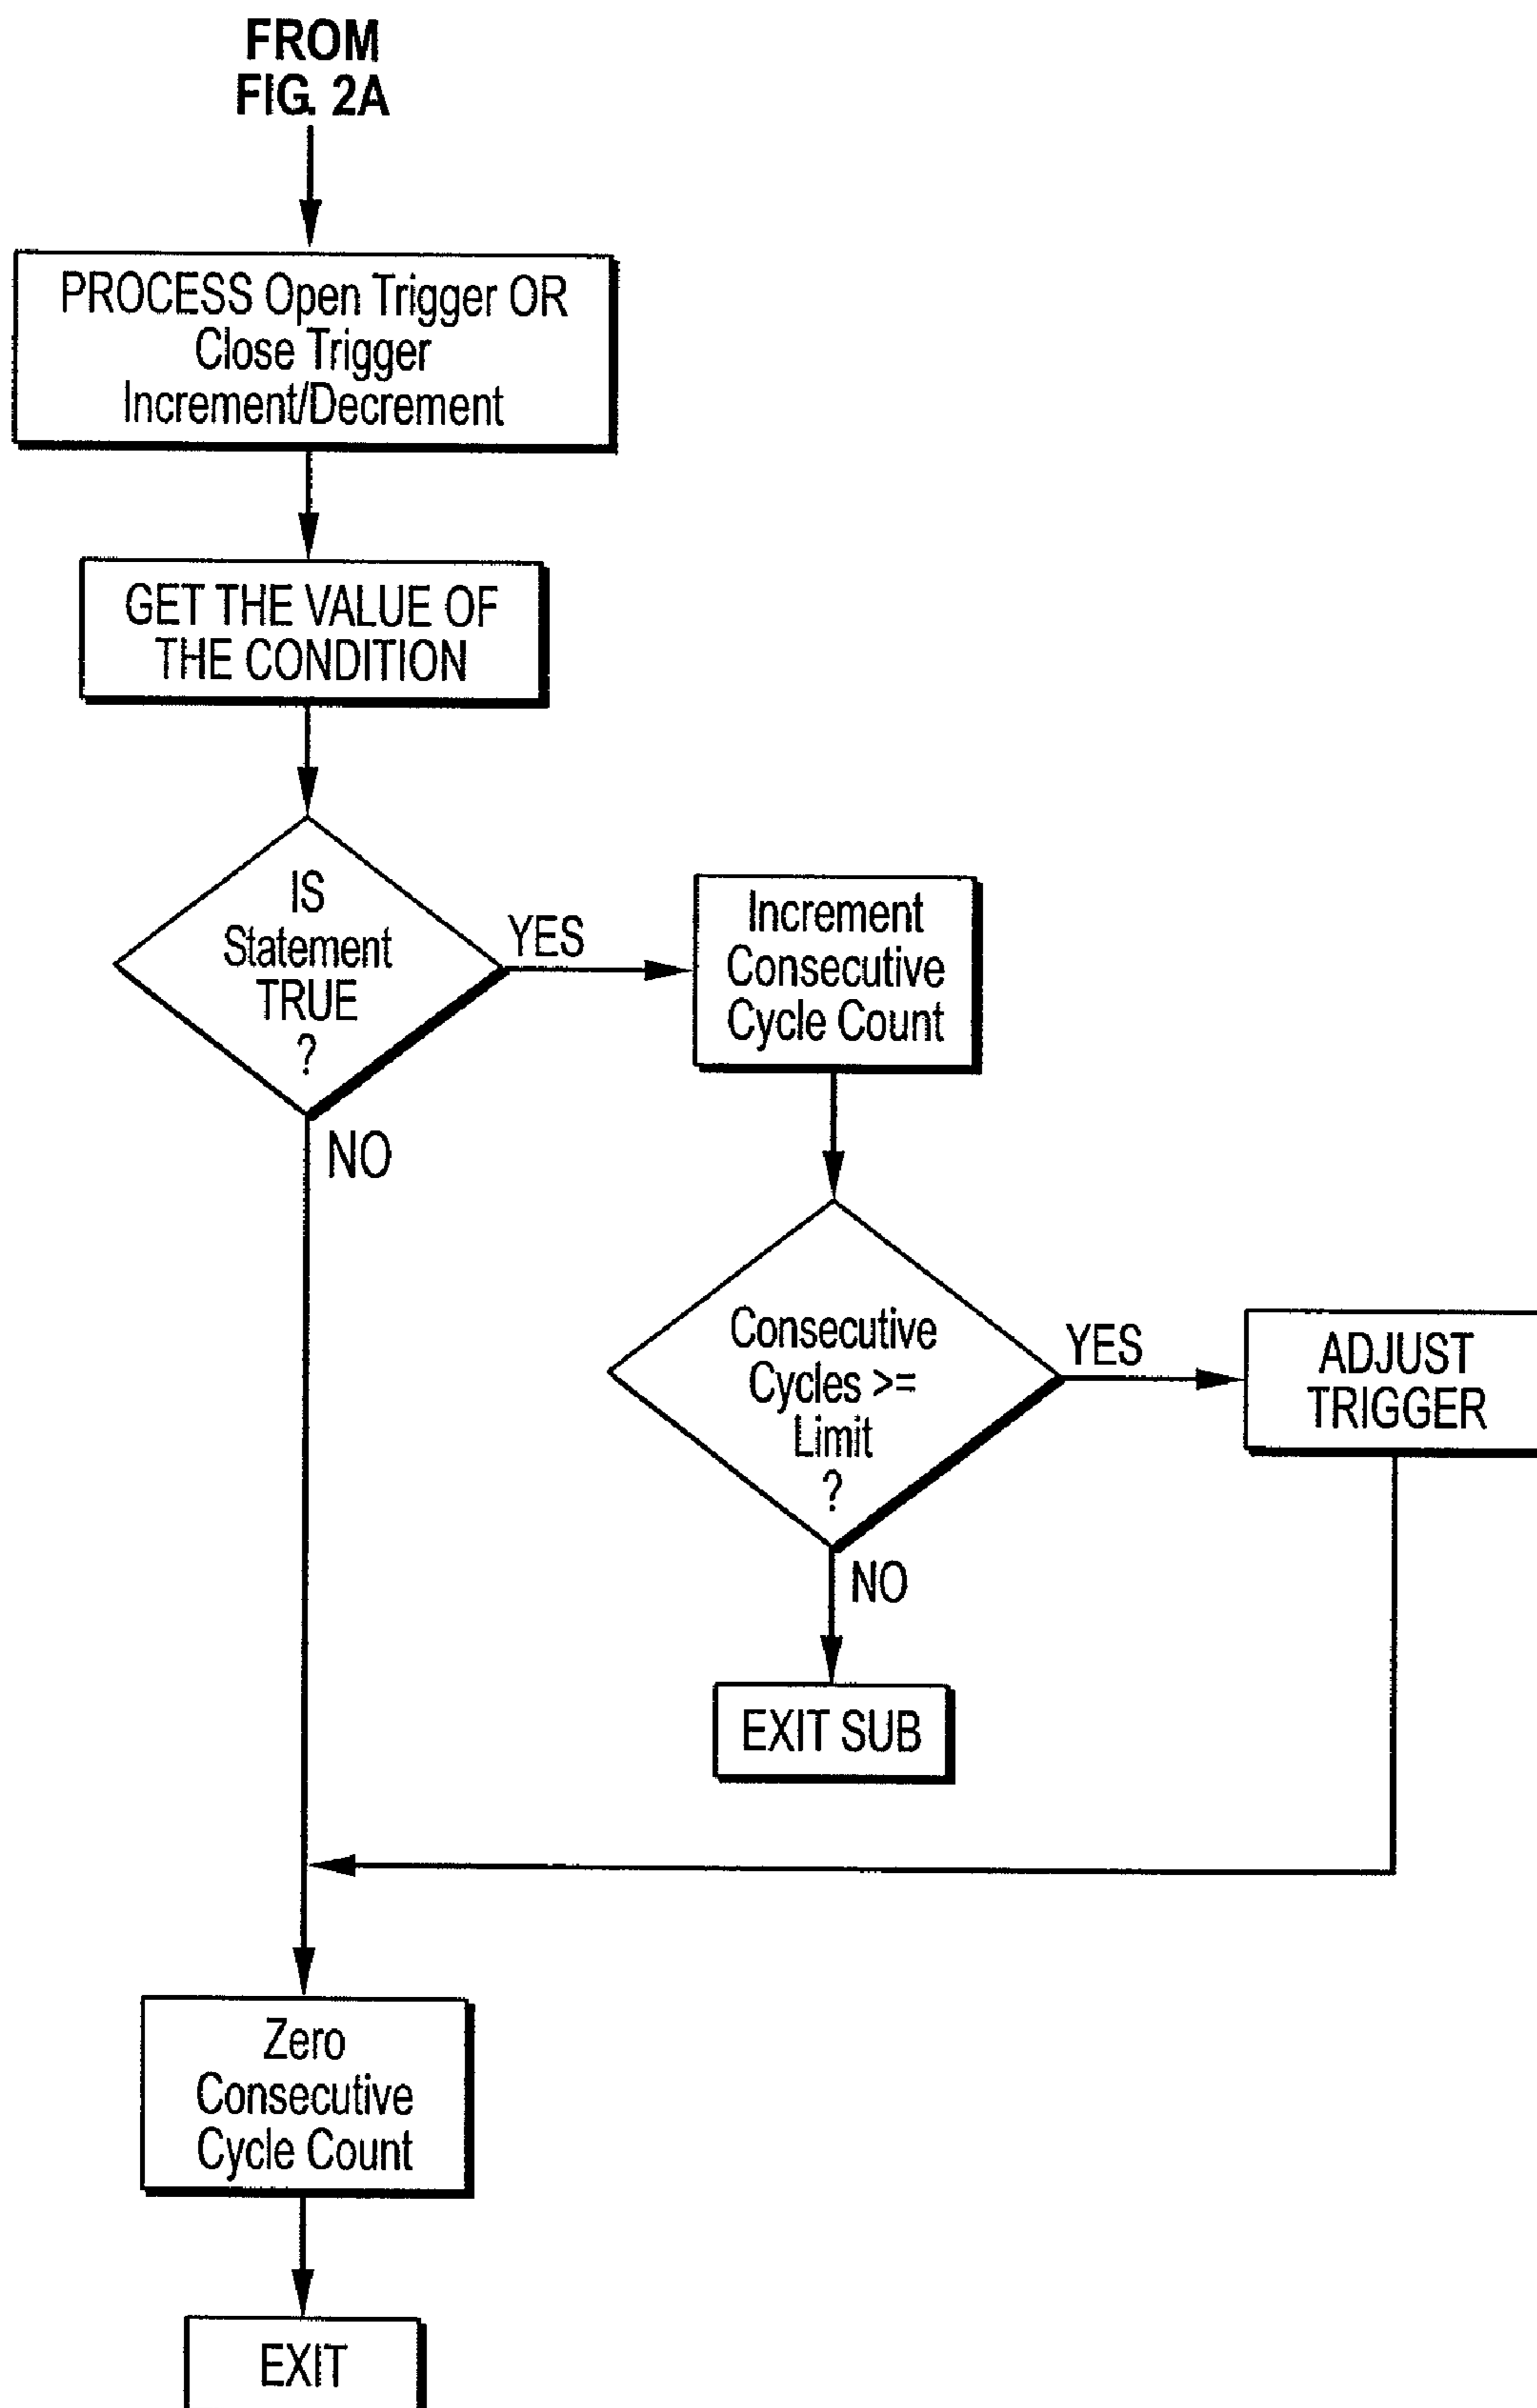 FROM
FIG. 2A
PROCESS Open Trigger OR
Close Trigger
Increment/Decrement
GET THE VALUE OF
THE CONDITION
IS
Statement
TRUE
?
YES
NO
Increment
Consecutive
Cycle Count
Consecutive
Cycles >=
Limit
?
YES
NO
ADJUST
TRIGGER
EXIT SUB
Zero
Consecutive
Cycle Count
EXIT